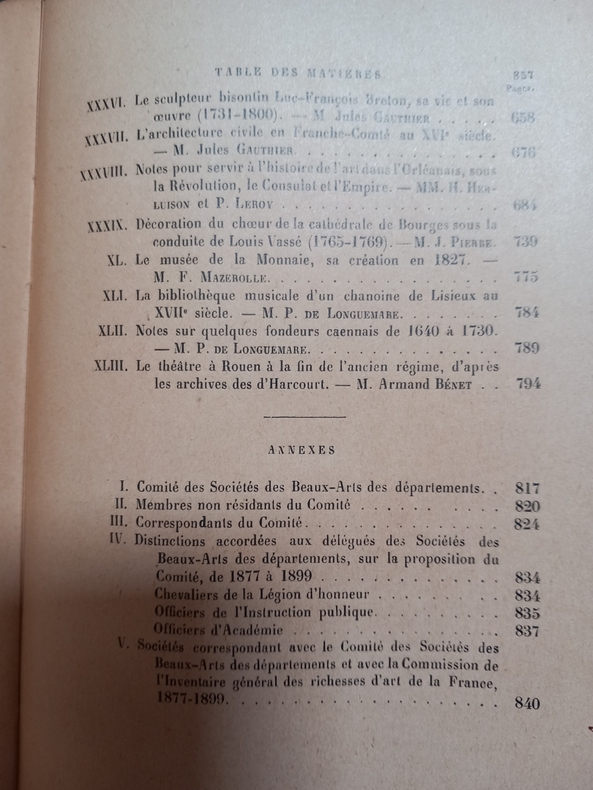 TABLE DES MATIÈRES 857
Pages.
XXXVI. Le sculpteur bisontin Luc-François Breton, sa vie et son
œuvre (1731-1800). — M Jules GAUTHIER . . . . . 658
XXXVII. L'architecture civile en Franche-Comté au XVIe siècle.
— M. Jules GAUTHIER. . . . . . . . . . . . . . 676
XXXVIII. Notes pour servir à l'histoire de l'art dans l'Orléanais, sous
la Révolution, le Consulat et l'Empire. — MM. H. HER-
LUISON et P. LEROY . . . . . . . . . . . . . . 684
XXXIX. Décoration du chœur de la cathédrale de Bourges sous la
conduite de Louis Vassé (1765-1769). — M. J. PIERRE. 739
XL. Le musée de la Monnaie, sa création en 1827. —
M. F. MAZEROLLE. . . . . . . . . . . . . . . . 775
XLI. La bibliothèque musicale d'un chanoine de Lisieux au
XVIIe siècle. — M. P. DE LONGUEMARE. . . . . . . 784
XLII. Notes sur quelques fondeurs caennais de 1640 à 1730.
— M. P. DE LONGUEMARE. . . . . . . . . . . . . 789
XLIII. Le théâtre à Rouen à la fin de l'ancien régime, d'après
les archives des d'Harcourt. — M. Armand BÉNET . . 794
ANNEXES
I. Comité des Sociétés des Beaux-Arts des départements. . 817
II. Membres non résidants du Comité . . . . . . . . . 820
III. Correspondants du Comité. . . . . . . . . . . . . 824
IV. Distinctions accordées aux délégués des Sociétés des
Beaux-Arts des départements, sur la proposition du
Comité, de 1877 à 1899 . . . . . . . . . . . . . 834
Chevaliers de la Légion d'honneur . . . . . . . . . 834
Officiers de l'Instruction publique. . . . . . . . . 835
Officiers d'Académie . . . . . . . . . . . . . . . 837
V. Sociétés correspondant avec le Comité des Sociétés des
Beaux-Arts des départements et avec la Commission de
l'Inventaire général des richesses d'art de la France,
1877-1899. . . . . . . . . . . . . . . . . . . . 840